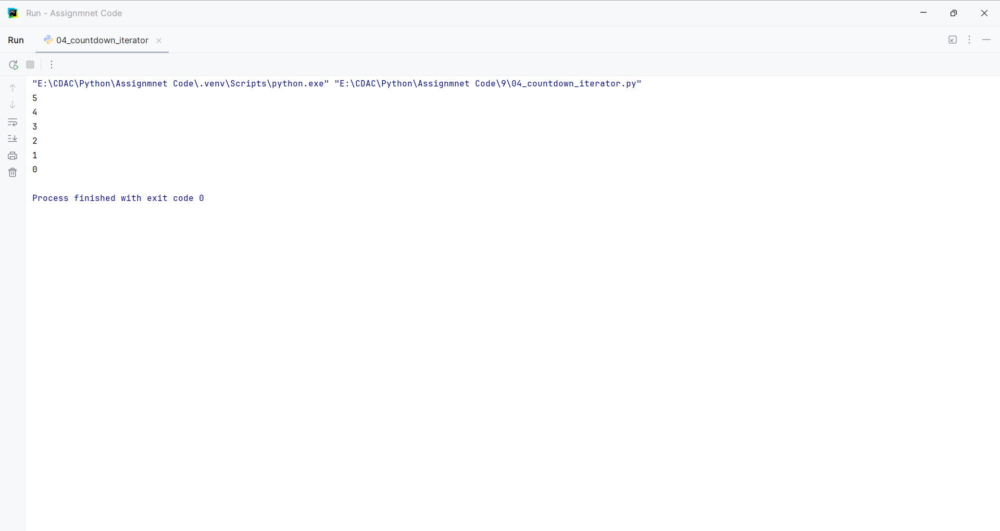 Run - Assignmnet Code
Run 04_countdown_iterator
"E:\CDAC\Python\Assignmnet Code\.venv\Scripts\python.exe" "E:\CDAC\Python\Assignmnet Code\9\04_countdown_iterator.py"
5
4
3
2
1
0
Process finished with exit code 0